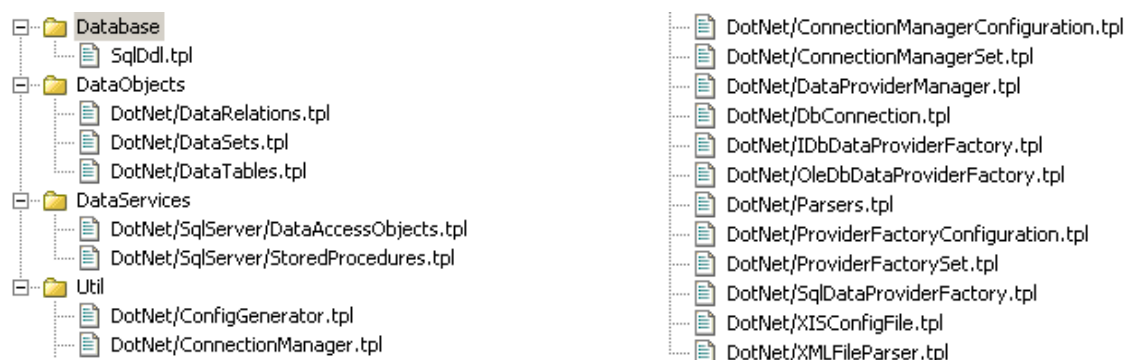 Database
SqlDdl.tpl
DataObjects
DotNet/DataRelations.tpl
DotNet/DataSets.tpl
DotNet/DataTables.tpl
DataServices
DotNet/SqlServer/DataAccessObjects.tpl
DotNet/SqlServer/StoredProcedures.tpl
Util
DotNet/ConfigGenerator.tpl
DotNet/ConnectionManager.tpl
DotNet/ConnectionManagerConfiguration.tpl
DotNet/ConnectionManagerSet.tpl
DotNet/DataProviderManager.tpl
DotNet/DbConnection.tpl
DotNet/IDbDataProviderFactory.tpl
DotNet/OleDbDataProviderFactory.tpl
DotNet/Parsers.tpl
DotNet/ProviderFactoryConfiguration.tpl
DotNet/ProviderFactorySet.tpl
DotNet/SqlDataProviderFactory.tpl
DotNet/XISConfigFile.tpl
DotNet/XMLFileParser.tpl